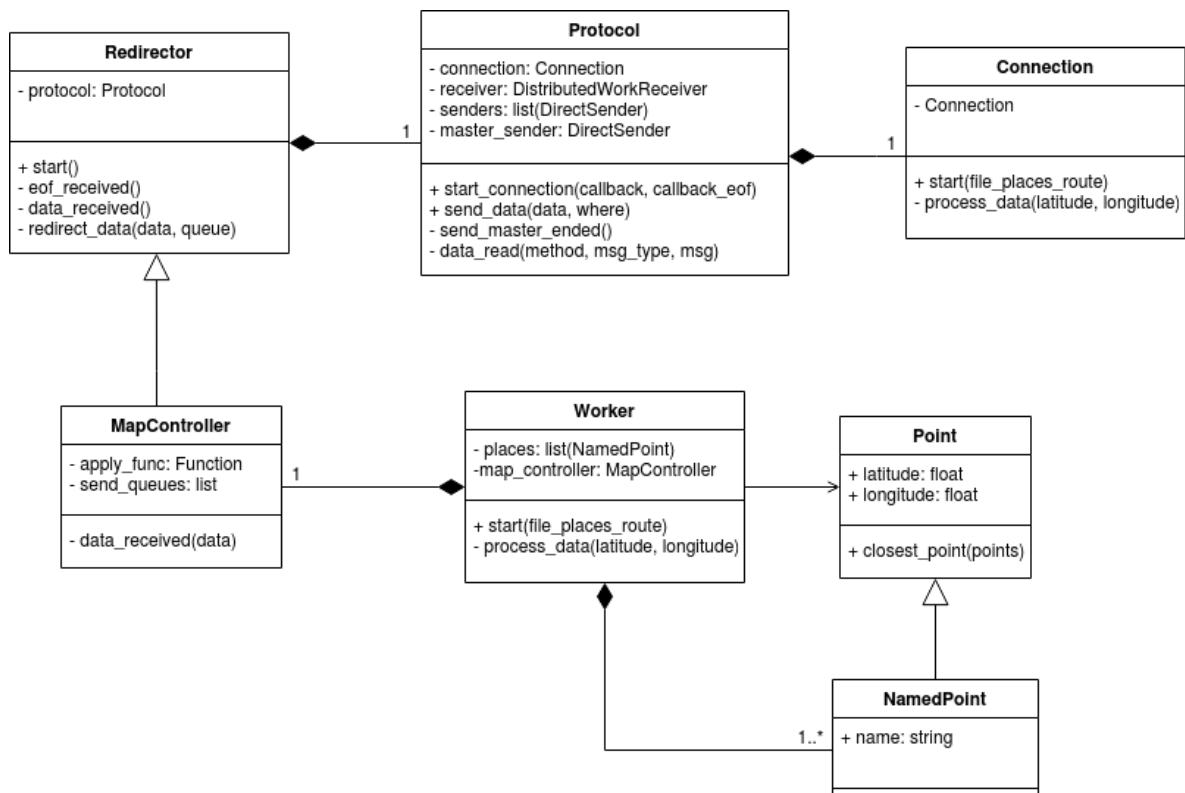 Redirector
- protocol: Protocol
+ start()
- eof_received()
- data_received()
- redirect_data(data, queue)
1
Protocol
- connection: Connection
- receiver: DistributedWorkReceiver
- senders: list(DirectSender)
- master_sender: DirectSender
+ start_connection(callback, callback_eof)
+ send_data(data, where)
- send_master_ended()
- data_read(method, msg_type, msg)
1
Connection
- Connection
+ start(file_places_route)
- process_data(latitude, longitude)
MapController
- apply_func: Function
- send_queues: list
- data_received(data)
1
Worker
- places: list(NamedPoint)
-map_controller: MapController
+ start(file_places_route)
- process_data(latitude, longitude)
Point
+ latitude: float
+ longitude: float
+ closest_point(points)
1..*
NamedPoint
+ name: string